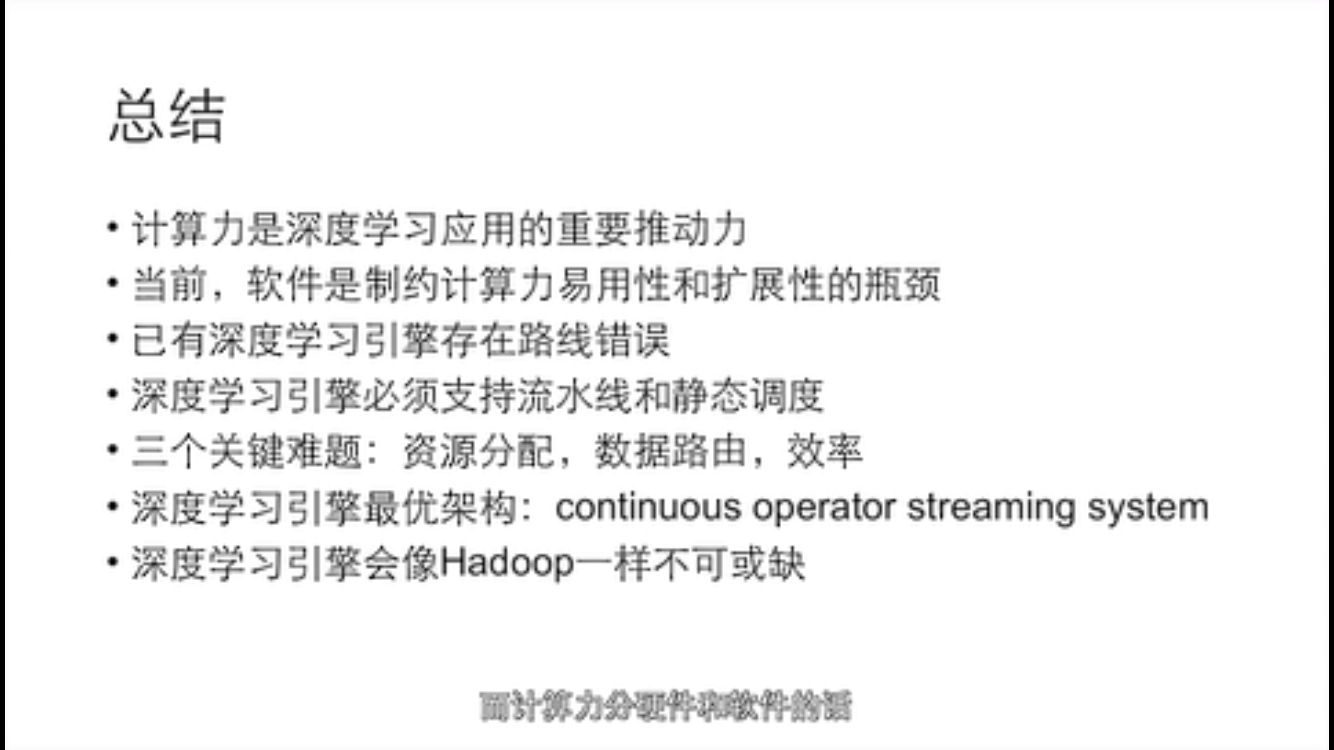 总结
• 计算力是深度学习应用的重要推动力
• 当前，软件是制约计算力易用性和扩展性的瓶颈
• 已有深度学习引擎存在路线错误
• 深度学习引擎必须支持流水线和静态调度
• 三个关键难题：资源分配，数据路由，效率
• 深度学习引擎最优架构：continuous operator streaming system
• 深度学习引擎会像Hadoop一样不可或缺
而计算力分硬件和软件的话